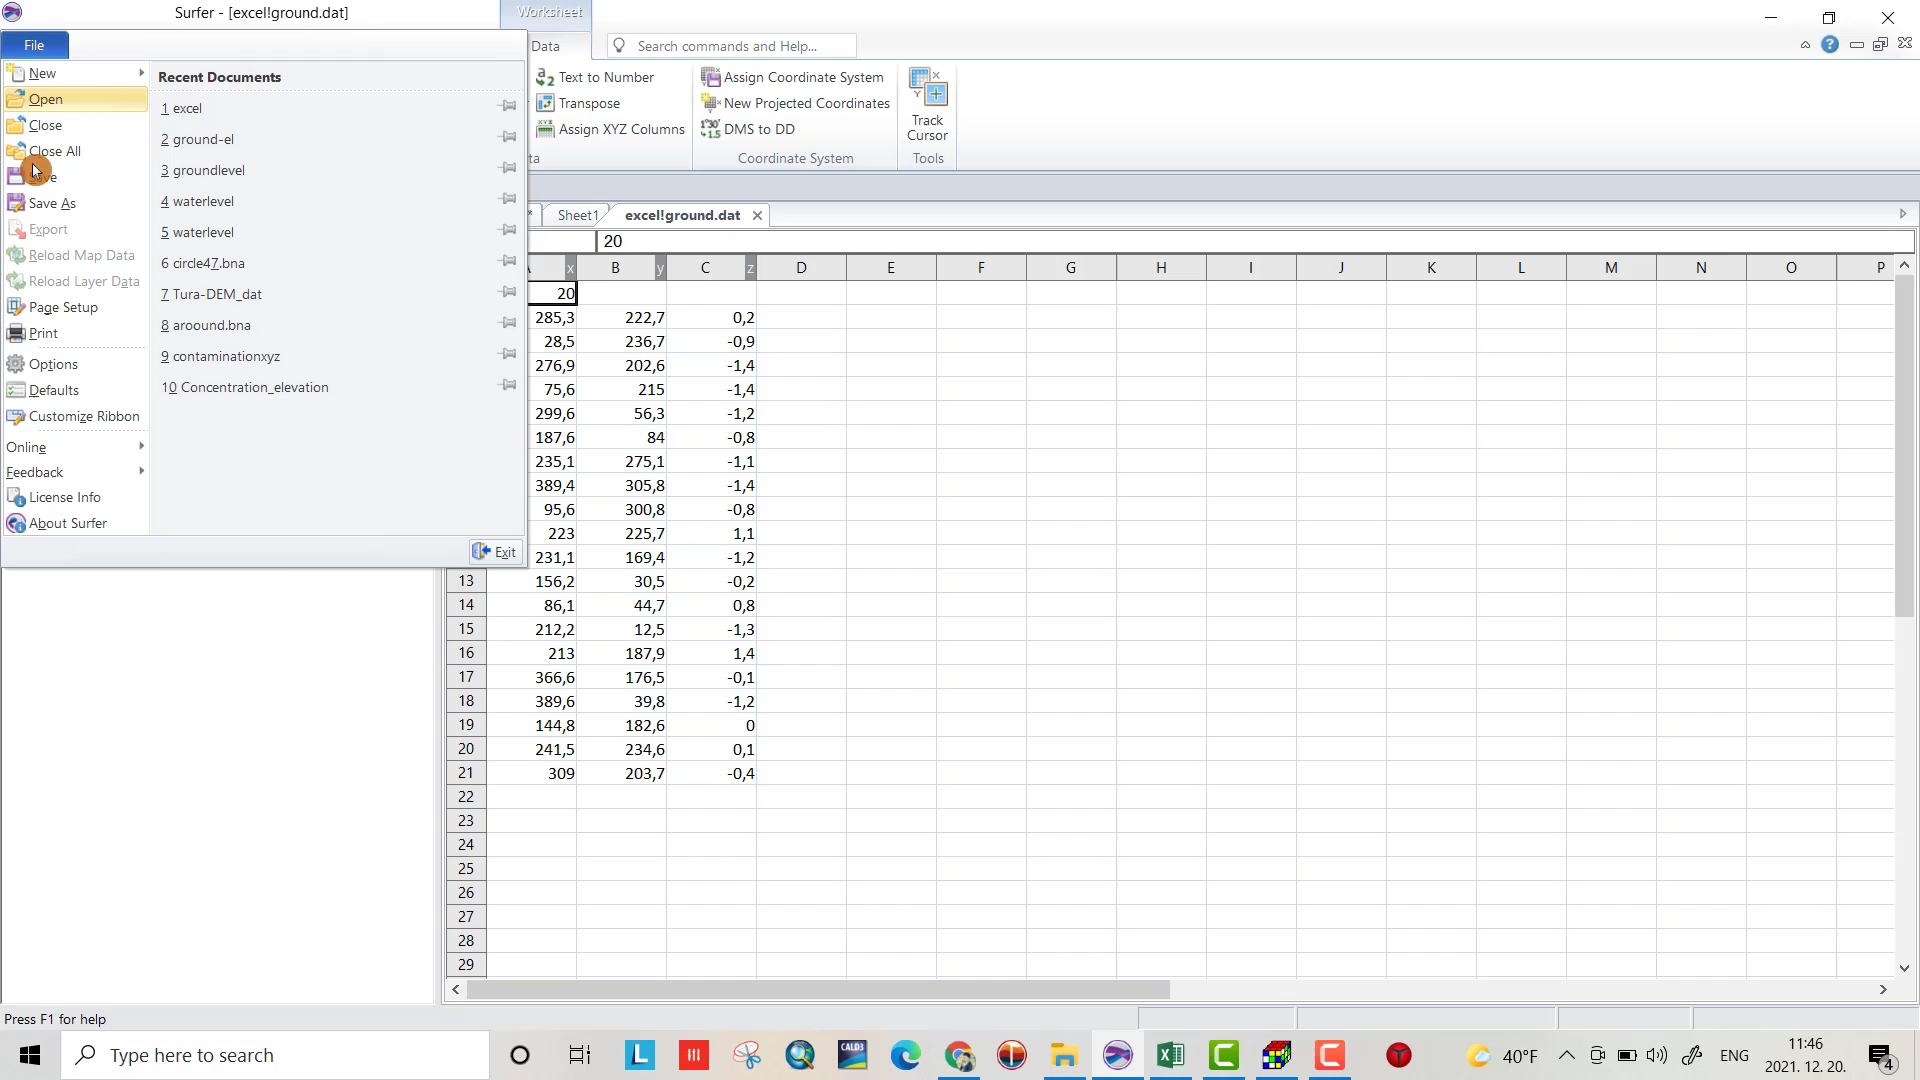 Surfer - [excel!ground.dat]
Worksheet
File
Data
Search commands and Help...
New
Open
Close
Close All
Save As
Export
Reload Map Data
Reload Layer Data
Page Setup
Print
Options
Defaults
Customize Ribbon
Online
Feedback
License Info
About Surfer
Recent Documents
1 excel
2 ground-el
3 groundlevel
4 waterlevel
5 waterlevel
6 circle47.bna
7 Tura-DEM_dat
8 aroound.bna
9 contaminationxyz
10 Concentration_elevation
Exit
Text to Number
Transpose
Assign XYZ Columns
Assign Coordinate System
New Projected Coordinates
DMS to DD
Coordinate System
Track
Cursor
Tools
Sheet1
excel!ground.dat
20
x B y C z D E F G H I J K L M N O P
20
285,3 222,7 0,2
28,5 236,7 -0,9
276,9 202,6 -1,4
75,6 215 -1,4
299,6 56,3 -1,2
187,6 84 -0,8
235,1 275,1 -1,1
389,4 305,8 -1,4
95,6 300,8 -0,8
223 225,7 1,1
231,1 169,4 -1,2
13 156,2 30,5 -0,2
14 86,1 44,7 0,8
15 212,2 12,5 -1,3
16 213 187,9 1,4
17 366,6 176,5 -0,1
18 389,6 39,8 -1,2
19 144,8 182,6 0
20 241,5 234,6 0,1
21 309 203,7 -0,4
22
23
24
25
26
27
28
29
Press F1 for help
Type here to search
L
CALD3
40°F
ENG
11:46
2021. 12. 20.
4